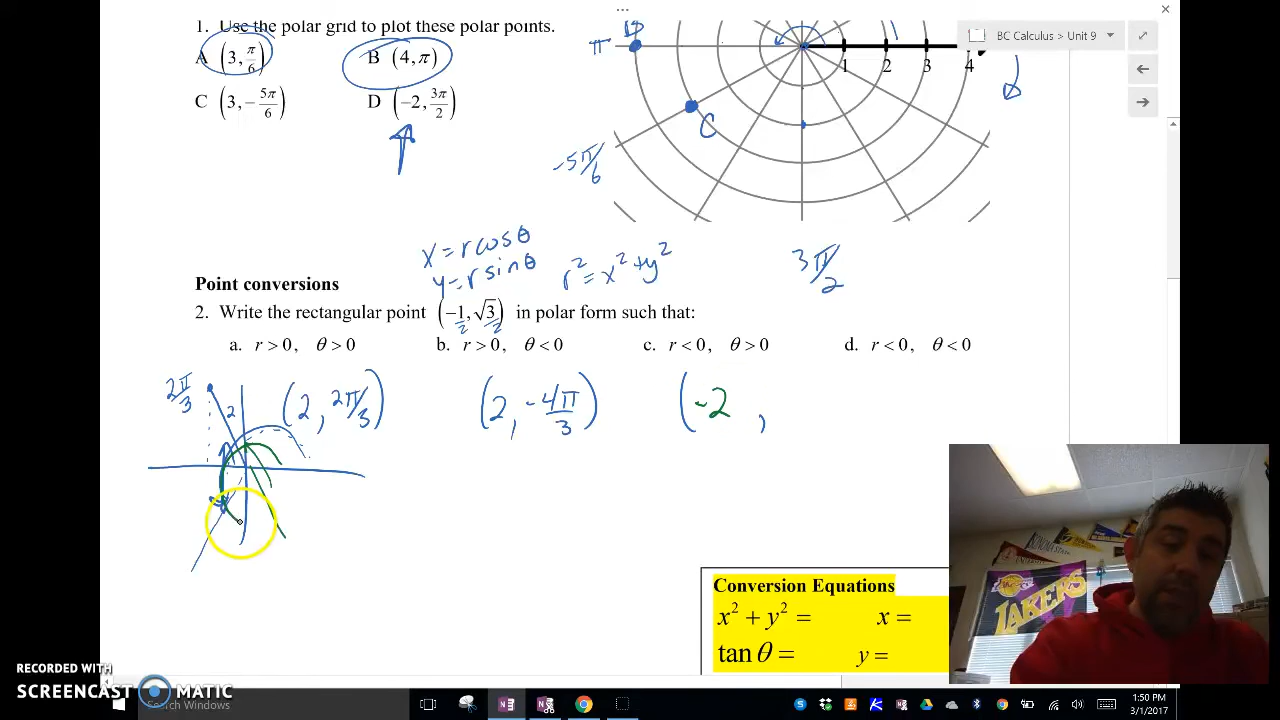 1. Use the polar grid to plot these polar points.
A (3, π/6) B (4, π)
C (3, −5π/6) D (−2, 3π/2)
π B
C
-5π/6
3π/2
1 2 3 4
BC Calculus > Unit 9
x = r cos θ
y = r sin θ
r² = x² + y²
Point conversions
2. Write the rectangular point (−1, √3) in polar form such that:
2 2
a. r > 0, θ > 0 b. r > 0, θ < 0 c. r < 0, θ > 0 d. r < 0, θ < 0
2π/3 2 (2, 2π/3) (2, -4π/3) (-2 ,
Conversion Equations
x² + y² = x =
tan θ = y =
LAKERS
RECORDED WITH
SCREENCAST MATIC
Search Windows
1:50 PM
3/1/2017